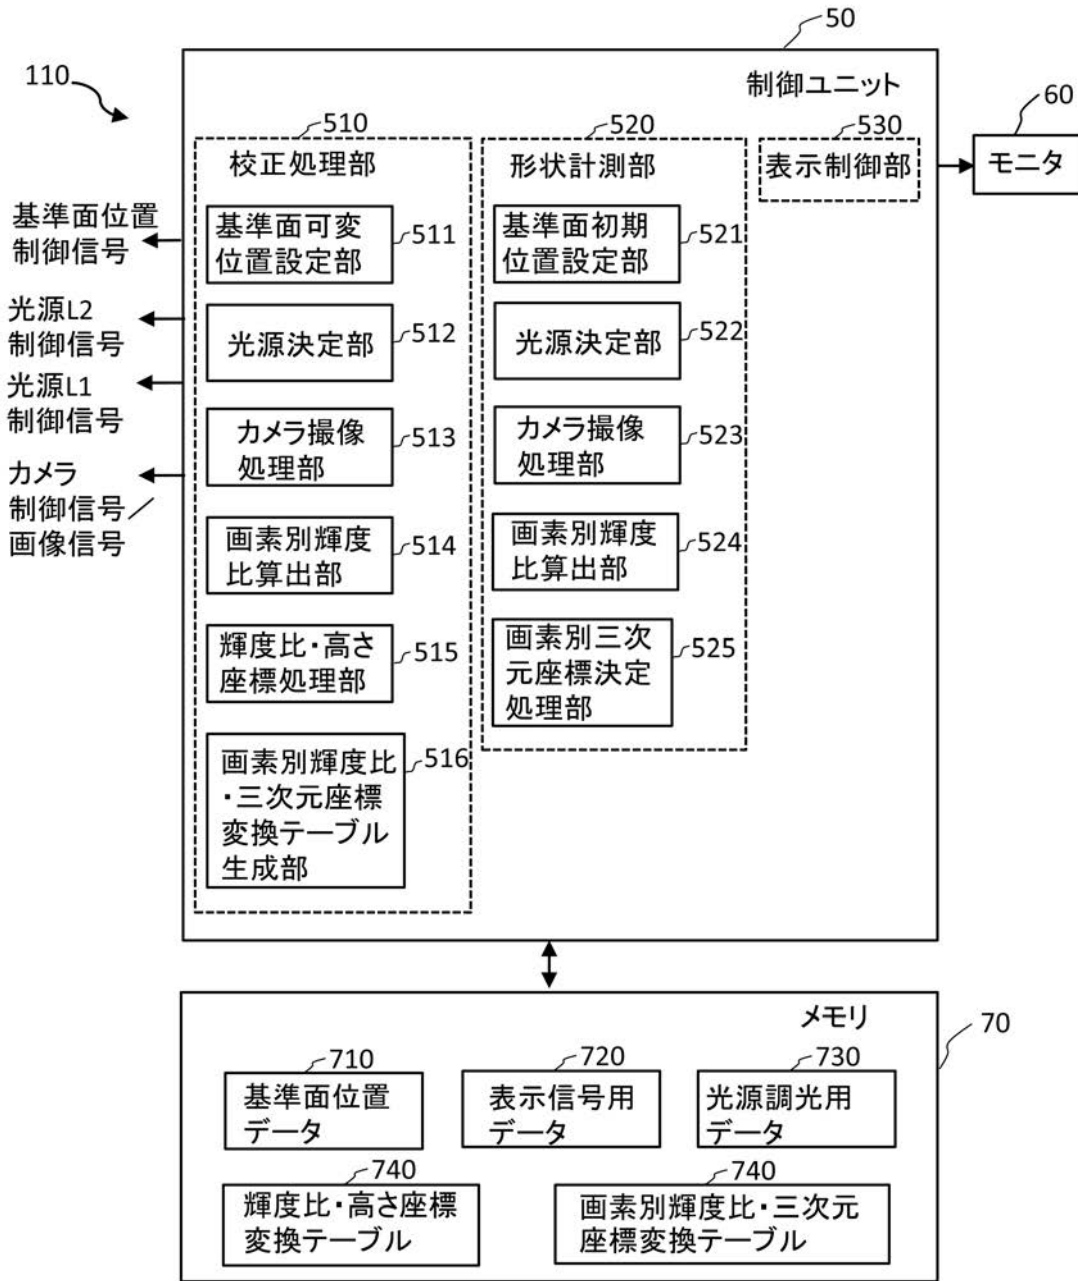 50
110
制御ユニット
60
モニタ
510
校正処理部
520
形状計測部
530
表示制御部
基準面位置
制御信号
光源L2
制御信号
光源L1
制御信号
カメラ
制御信号
画像信号
基準面可変
位置設定部
511
光源決定部
512
カメラ撮像
処理部
513
画素別輝度
比算出部
514
輝度比・高さ
座標処理部
515
画素別輝度比
・三次元座標
変換テーブル
生成部
516
基準面初期
位置設定部
521
光源決定部
522
カメラ撮像
処理部
523
画素別輝度
比算出部
524
画素別三次
元座標決定
処理部
525
メモリ
70
710
基準面位置
データ
720
表示信号用
データ
730
光源調光用
データ
740
輝度比・高さ座標
変換テーブル
740
画素別輝度比・三次元
座標変換テーブル